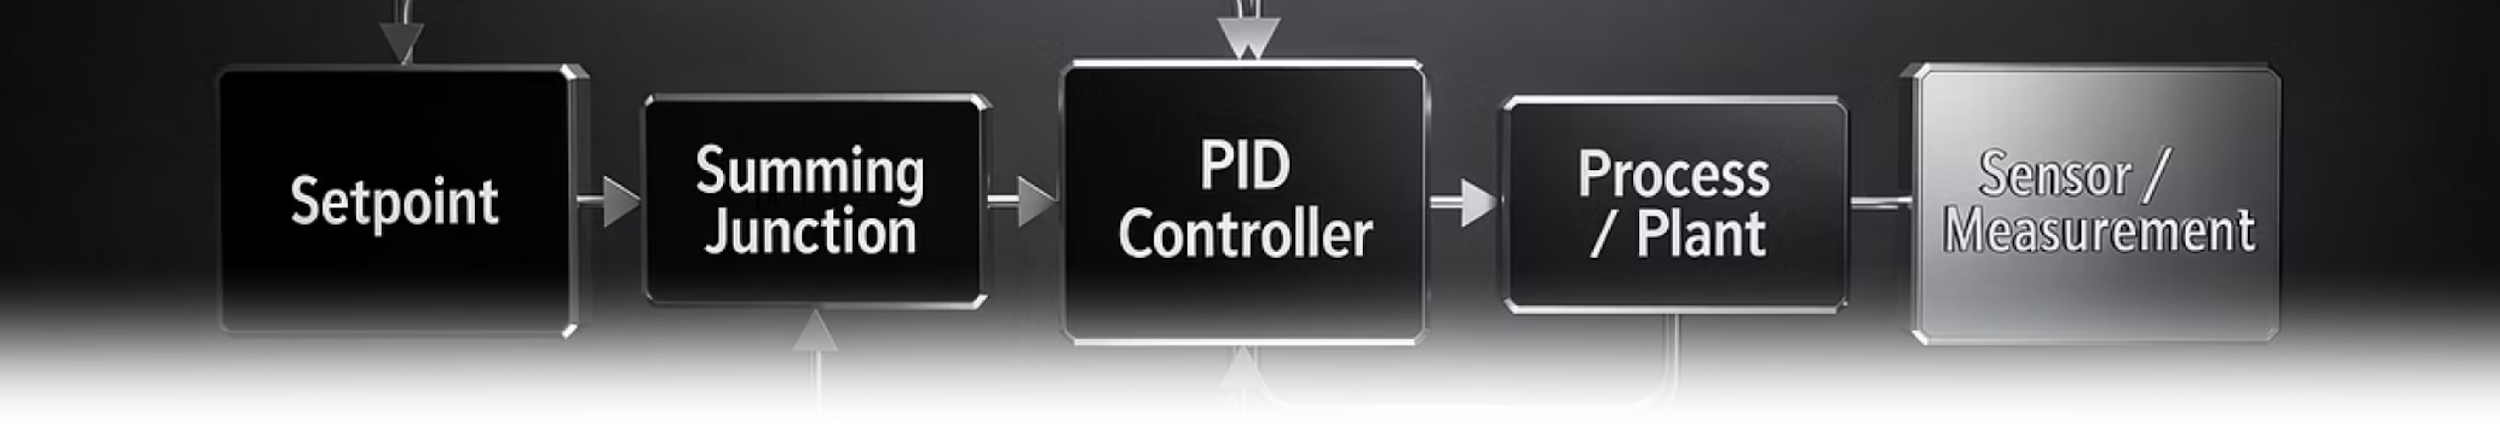 Setpoint
Summing
Junction
PID
Controller
Process
/ Plant
Sensor /
Measurement